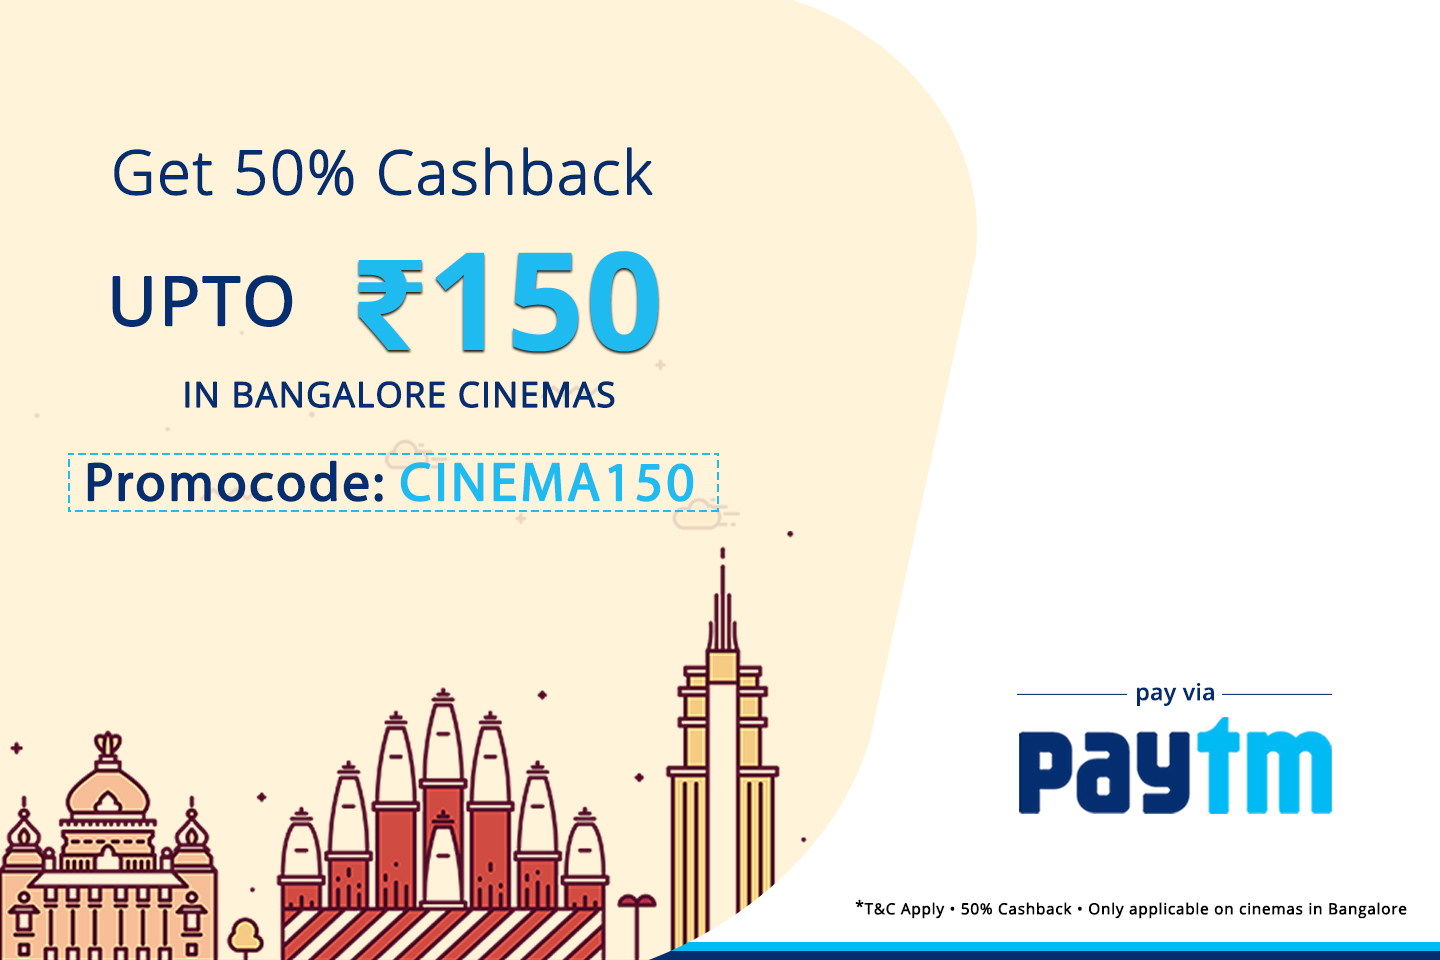 Get 50% Cashback
UPTO ₹150
IN BANGALORE CINEMAS
Promocode: CINEMA150
pay via
paytm
*T&C Apply • 50% Cashback • Only applicable on cinemas in Bangalore